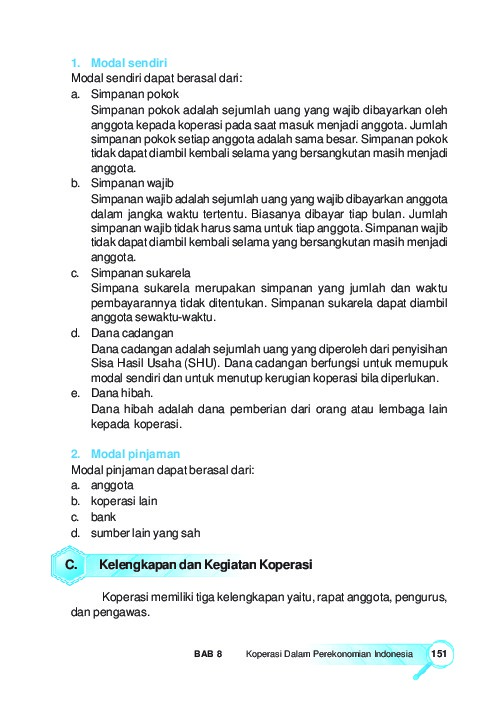 1. Modal sendiri
Modal sendiri dapat berasal dari:
a. Simpanan pokok
Simpanan pokok adalah sejumlah uang yang wajib dibayarkan oleh
anggota kepada koperasi pada saat masuk menjadi anggota. Jumlah
simpanan pokok setiap anggota adalah sama besar. Simpanan pokok
tidak dapat diambil kembali selama yang bersangkutan masih menjadi
anggota.
b. Simpanan wajib
Simpanan wajib adalah sejumlah uang yang wajib dibayarkan anggota
dalam jangka waktu tertentu. Biasanya dibayar tiap bulan. Jumlah
simpanan wajib tidak harus sama untuk tiap anggota. Simpanan wajib
tidak dapat diambil kembali selama yang bersangkutan masih menjadi
anggota.
c. Simpanan sukarela
Simpana sukarela merupakan simpanan yang jumlah dan waktu
pembayarannya tidak ditentukan. Simpanan sukarela dapat diambil
anggota sewaktu-waktu.
d. Dana cadangan
Dana cadangan adalah sejumlah uang yang diperoleh dari penyisihan
Sisa Hasil Usaha (SHU). Dana cadangan berfungsi untuk memupuk
modal sendiri dan untuk menutup kerugian koperasi bila diperlukan.
e. Dana hibah.
Dana hibah adalah dana pemberian dari orang atau lembaga lain
kepada koperasi.
2. Modal pinjaman
Modal pinjaman dapat berasal dari:
a. anggota
b. koperasi lain
c. bank
d. sumber lain yang sah
C. Kelengkapan dan Kegiatan Koperasi
Koperasi memiliki tiga kelengkapan yaitu, rapat anggota, pengurus,
dan pengawas.
BAB 8 Koperasi Dalam Perekonomian Indonesia 151